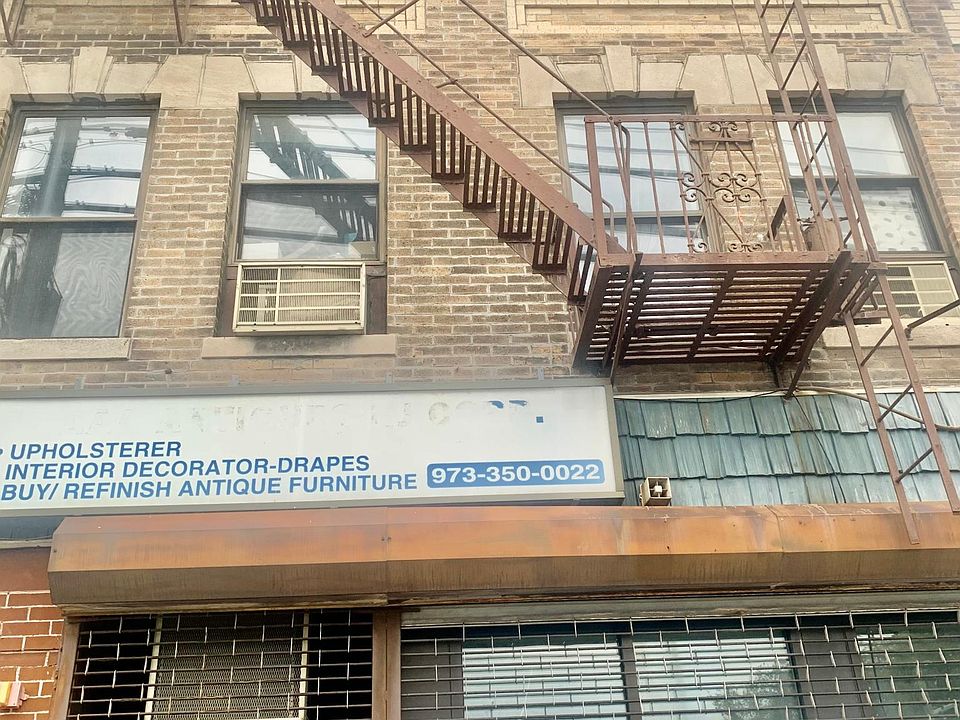 UPHOLSTERER
INTERIOR DECORATOR-DRAPES
BUY/ REFINISH ANTIQUE FURNITURE 973-350-0022